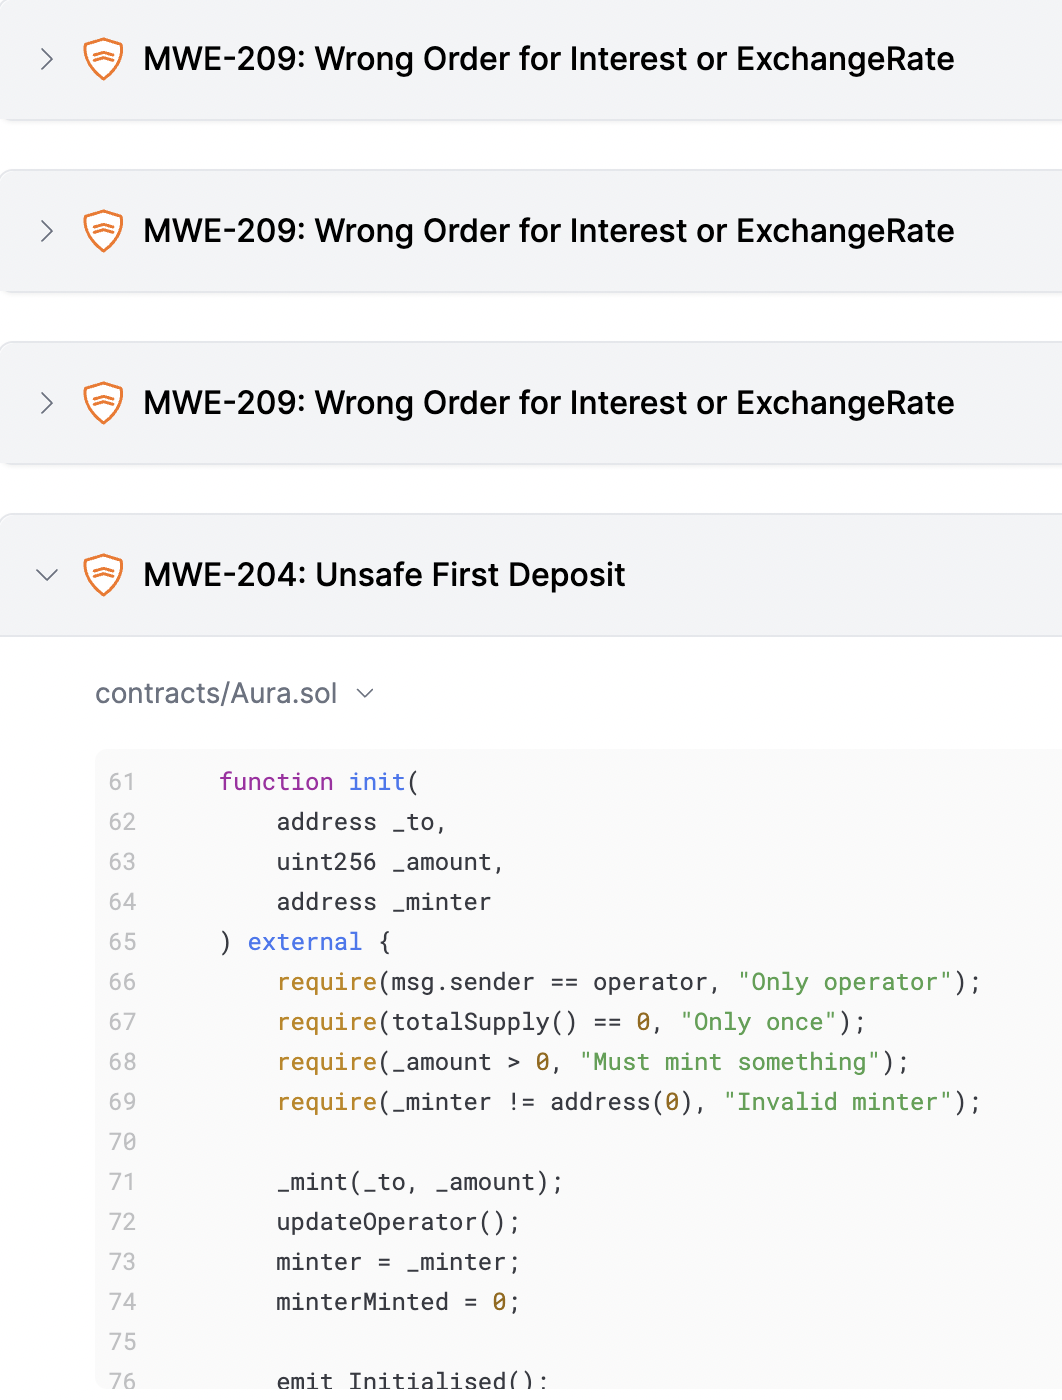 MWE-209: Wrong Order for Interest or ExchangeRate
MWE-209: Wrong Order for Interest or ExchangeRate
MWE-209: Wrong Order for Interest or ExchangeRate
MWE-204: Unsafe First Deposit
contracts/Aura.sol
61 function init(
62 address _to,
63 uint256 _amount,
64 address _minter
65 ) external {
66 require(msg.sender == operator, "Only operator");
67 require(totalSupply() == 0, "Only once");
68 require(_amount > 0, "Must mint something");
69 require(_minter != address(0), "Invalid minter");
70
71 _mint(_to, _amount);
72 updateOperator();
73 minter = _minter;
74 minterMinted = 0;
75
76 emit Initialised();